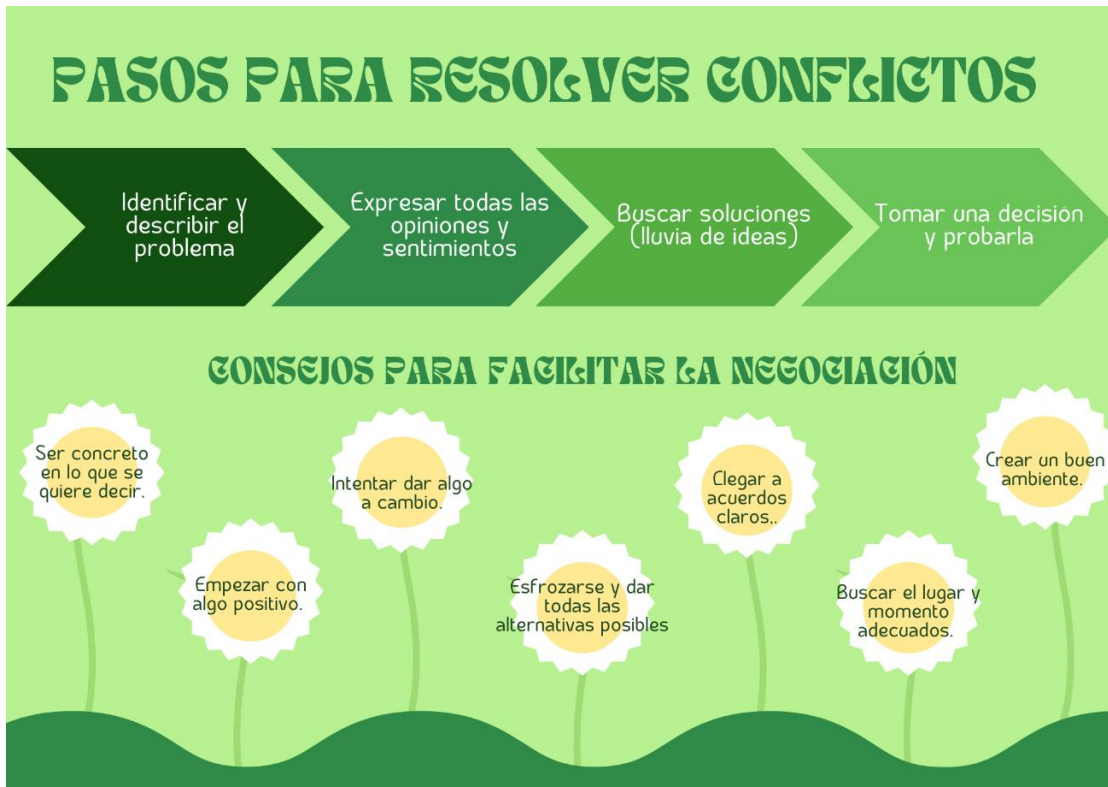 PASOS PARA RESOLVER CONFLICTOS
Identificar y
describir el
problema
Expresar todas las
opiniones y
sentimientos
Buscar soluciones
(lluvia de ideas)
Tomar una decisión
y probarla
CONSEJOS PARA FACILITAR LA NEGOCIACIÓN
Ser concreto
en lo que se
quiere decir.
Empezar con
algo positivo.
Intentar dar algo
a cambio.
Esfrozarse y dar
todas las
alternativas posibles
Clegar a
acuerdos
claros..
Buscar el lugar y
momento
adecuados.
Crear un buen
ambiente.